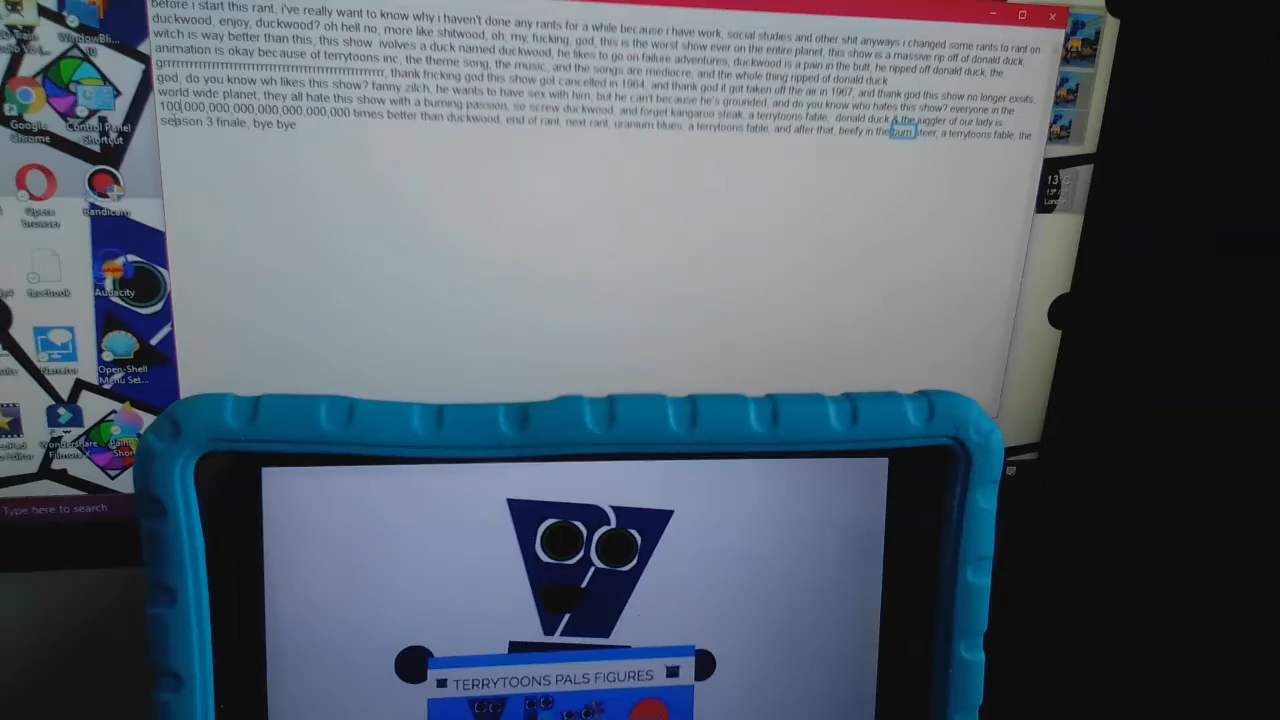 before i start this rant, i've really want to know why i haven't done any rants for a while because i have work, social studies and other shit anyways i changed some rants to rant on
duckwood, enjoy, duckwood? oh hell no, more like shitwood, oh, my, fucking, god, this is the worst show ever on the entire planet, this show is a massive rip off of donald duck,
witch is way better than this, this show ivolves a duck named duckwood, he likes to go on failure adventures, duckwood is a pain in the butt, he ripped off donald duck, the
animation is okay because of terrytoons inc, the theme song, the music, and the songs are mediocre, and the whole thing ripped of donald duck
thank fricking god this show got cancelled in 1964, and thank god it got taken off the air in 1967, and thank god this show no longer exsits,
god, do you know wh likes this show? fanny zilch, he wants to have sex with him, but he can't because he's grounded, and do you know who hates this show? everyone in the
world wide planet, they all hate this show with a burning passion, so screw duckwood, and forget kangaroo steak, a terrytoons fable, donald duck & the juggler of our lady is
100,000,000,000,000,000,000 times better than duckwood, end of rant, next rant, uranium blues, a terrytoons fable, and after that, beefy in the bum steer, a terrytoons fable, the
season 3 finale, bye bye
Google
Chrome
Control Panel
Shortcut
Opera
Browser
Bandicam
facebook
Audacity
Narrator
Open-Shell
Menu Set...
Wondershare
Filmora X
Type here to search
13°C
TERRYTOONS PALS FIGURES